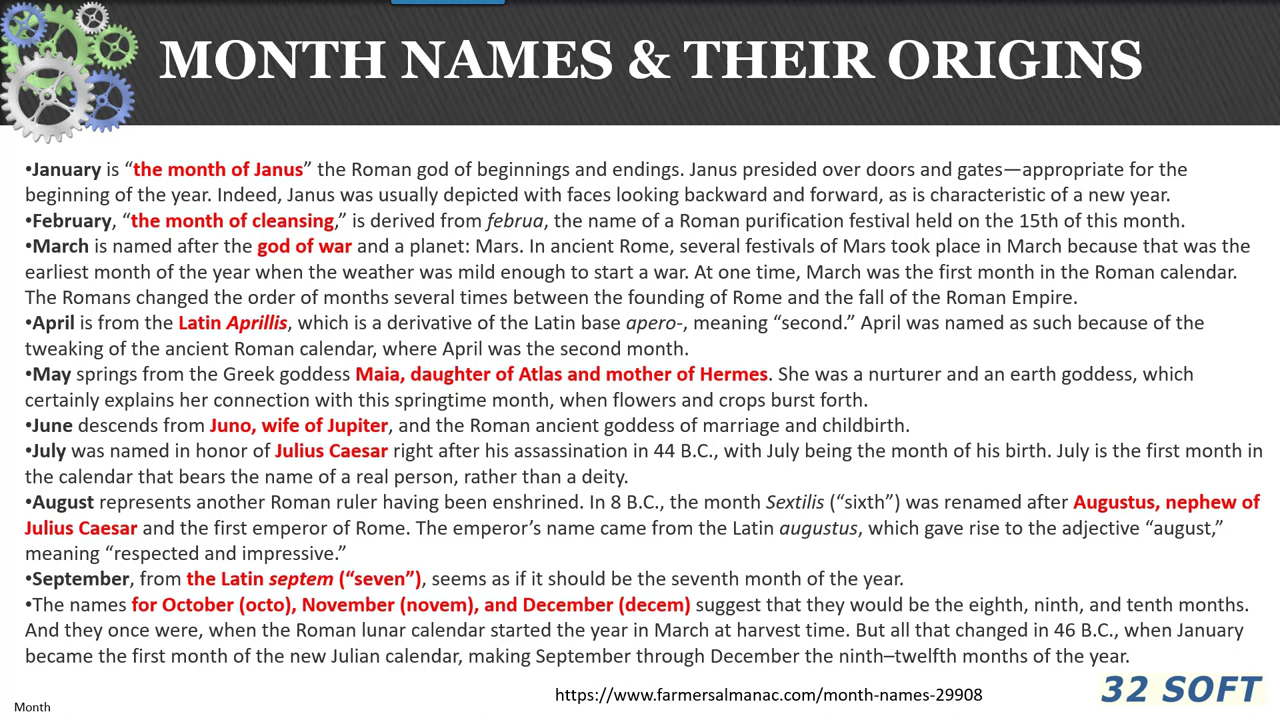 MONTH NAMES & THEIR ORIGINS
•January is “the month of Janus” the Roman god of beginnings and endings. Janus presided over doors and gates—appropriate for the
beginning of the year. Indeed, Janus was usually depicted with faces looking backward and forward, as is characteristic of a new year.
•February, “the month of cleansing,” is derived from februa, the name of a Roman purification festival held on the 15th of this month.
•March is named after the god of war and a planet: Mars. In ancient Rome, several festivals of Mars took place in March because that was the
earliest month of the year when the weather was mild enough to start a war. At one time, March was the first month in the Roman calendar.
The Romans changed the order of months several times between the founding of Rome and the fall of the Roman Empire.
•April is from the Latin Aprillis, which is a derivative of the Latin base apero-, meaning “second.” April was named as such because of the
tweaking of the ancient Roman calendar, where April was the second month.
•May springs from the Greek goddess Maia, daughter of Atlas and mother of Hermes. She was a nurturer and an earth goddess, which
certainly explains her connection with this springtime month, when flowers and crops burst forth.
•June descends from Juno, wife of Jupiter, and the Roman ancient goddess of marriage and childbirth.
•July was named in honor of Julius Caesar right after his assassination in 44 B.C., with July being the month of his birth. July is the first month in
the calendar that bears the name of a real person, rather than a deity.
•August represents another Roman ruler having been enshrined. In 8 B.C., the month Sextilis (“sixth”) was renamed after Augustus, nephew of
Julius Caesar and the first emperor of Rome. The emperor’s name came from the Latin augustus, which gave rise to the adjective “august,”
meaning “respected and impressive.”
•September, from the Latin septem (“seven”), seems as if it should be the seventh month of the year.
•The names for October (octo), November (novem), and December (decem) suggest that they would be the eighth, ninth, and tenth months.
And they once were, when the Roman lunar calendar started the year in March at harvest time. But all that changed in 46 B.C., when January
became the first month of the new Julian calendar, making September through December the ninth–twelfth months of the year.
https://www.farmersalmanac.com/month-names-29908
32 SOFT
Month